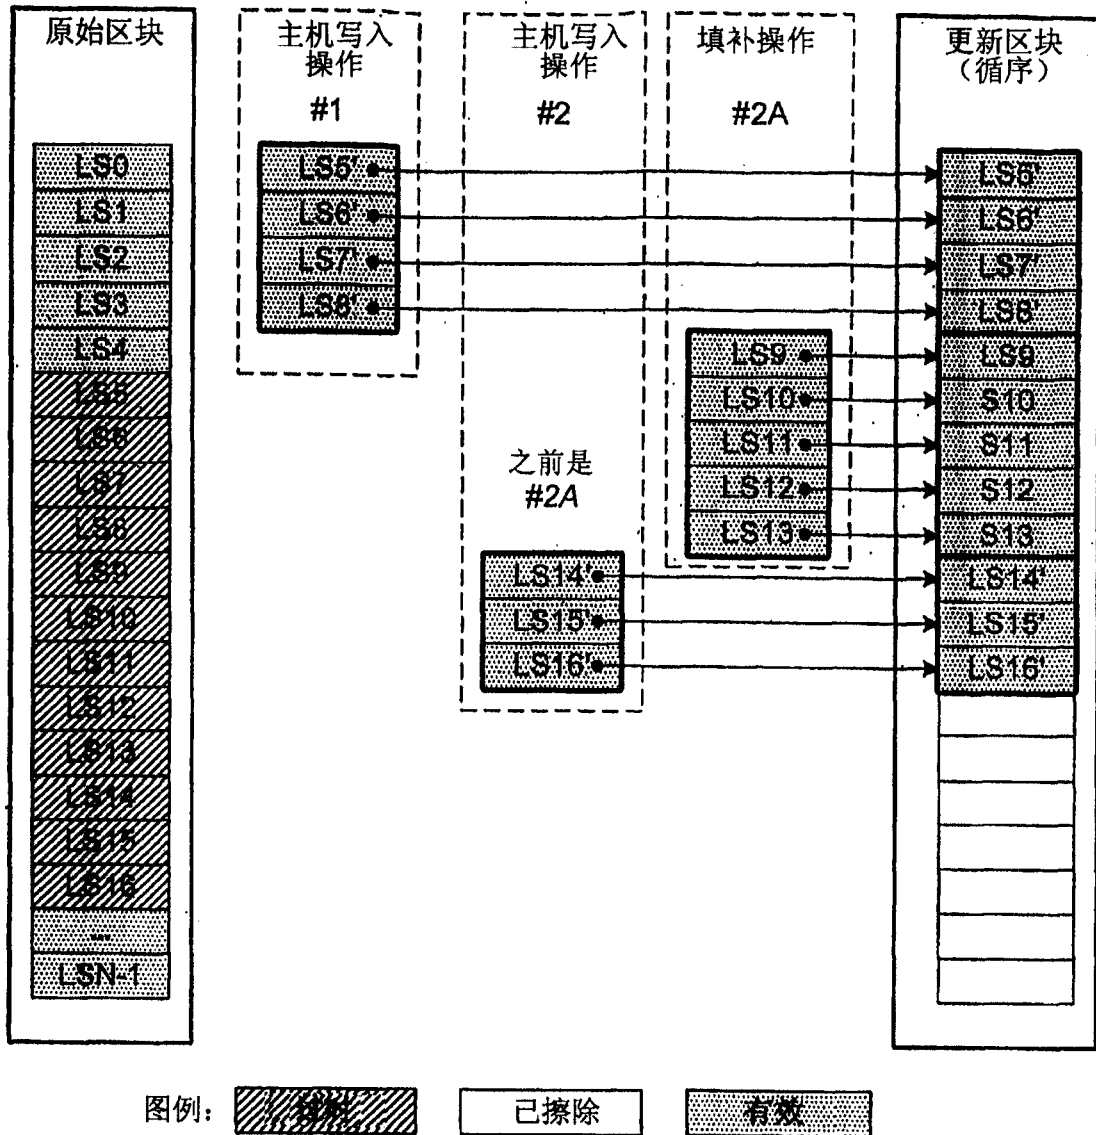 原始区块
LS0
LS1
LS2
LS3
LS4
LS5
LS6
LS7
LS8
LS9
LS10
LS11
LS12
LS13
LS14
LS15
LS16
...
LSN-1
主机写入
操作
#1
LS5'
LS6'
LS7'
LS8'
主机写入
操作
#2
之前是
#2A
LS14'
LS15'
LS16'
填补操作
#2A
LS9
LS10
LS11
LS12
LS13
更新区块
（循序）
LS5'
LS6'
LS7'
LS8'
LS9
S10
S11
S12
S13
LS14'
LS15'
LS16'
图例：
已擦除
有效